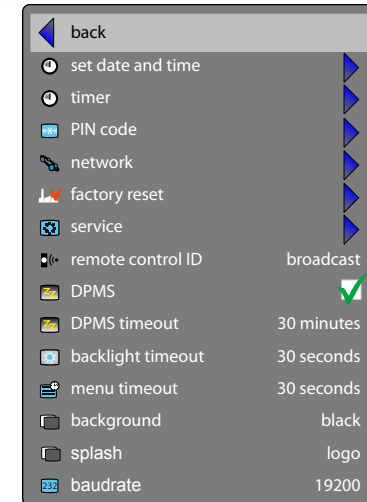 back
set date and time
timer
PIN code
network
factory reset
service
remote control ID broadcast
DPMS
DPMS timeout 30 minutes
backlight timeout 30 seconds
menu timeout 30 seconds
background black
splash logo
232 baudrate 19200